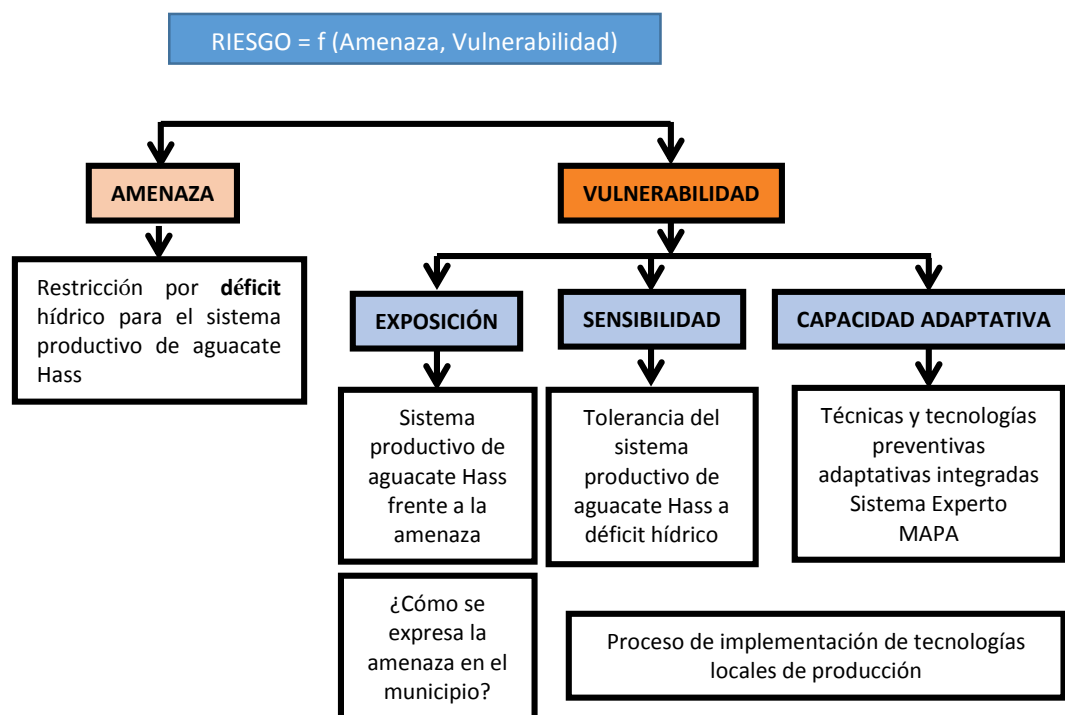 RIESGO = f (Amenaza, Vulnerabilidad)
AMENAZA
VULNERABILIDAD
Restricción por déficit
hídrico para el sistema
productivo de aguacate
Hass
EXPOSICIÓN
SENSIBILIDAD
CAPACIDAD ADAPTATIVA
Sistema
productivo de
aguacate Hass
frente a la
amenaza
Tolerancia del
sistema
productivo de
aguacate Hass a
déficit hídrico
Técnicas y tecnologías
preventivas
adaptativas integradas
Sistema Experto
MAPA
¿Cómo se
expresa la
amenaza en el
municipio?
Proceso de implementación de tecnologías
locales de producción